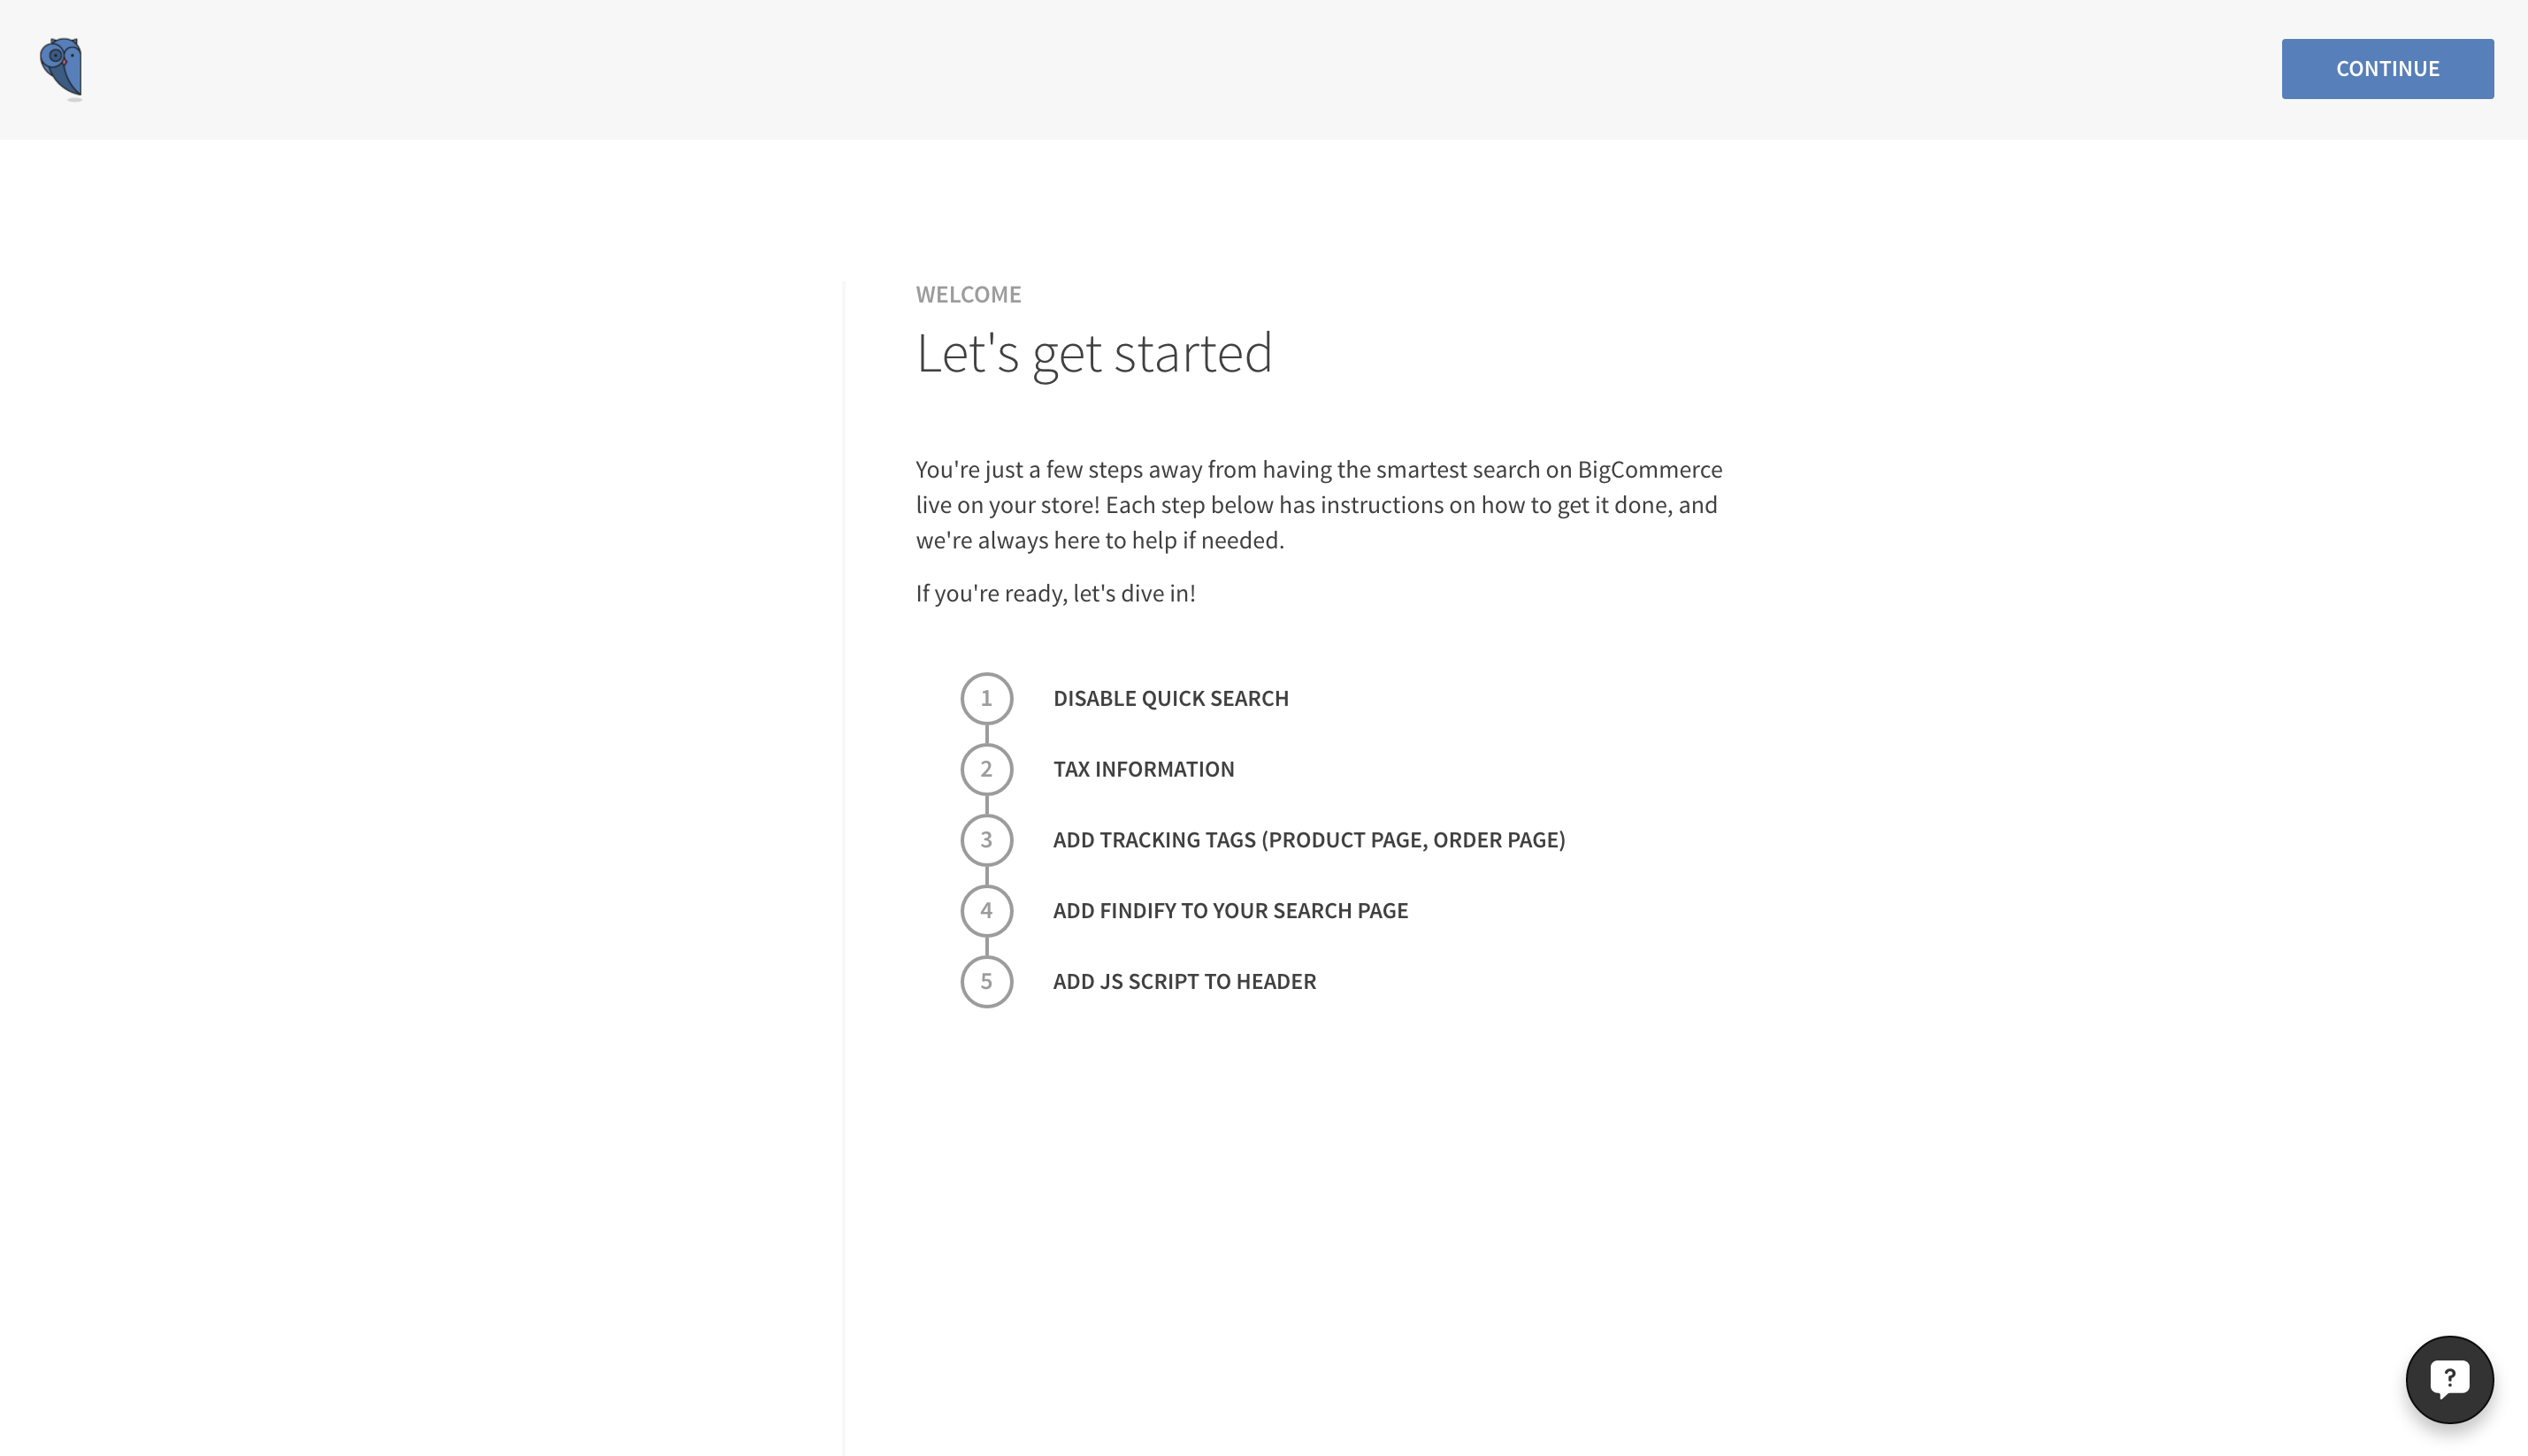 CONTINUE
WELCOME
Let's get started
You're just a few steps away from having the smartest search on BigCommerce
live on your store! Each step below has instructions on how to get it done, and
we're always here to help if needed.
If you're ready, let's dive in!
1 DISABLE QUICK SEARCH
2 TAX INFORMATION
3 ADD TRACKING TAGS (PRODUCT PAGE, ORDER PAGE)
4 ADD FINDIFY TO YOUR SEARCH PAGE
5 ADD JS SCRIPT TO HEADER
?